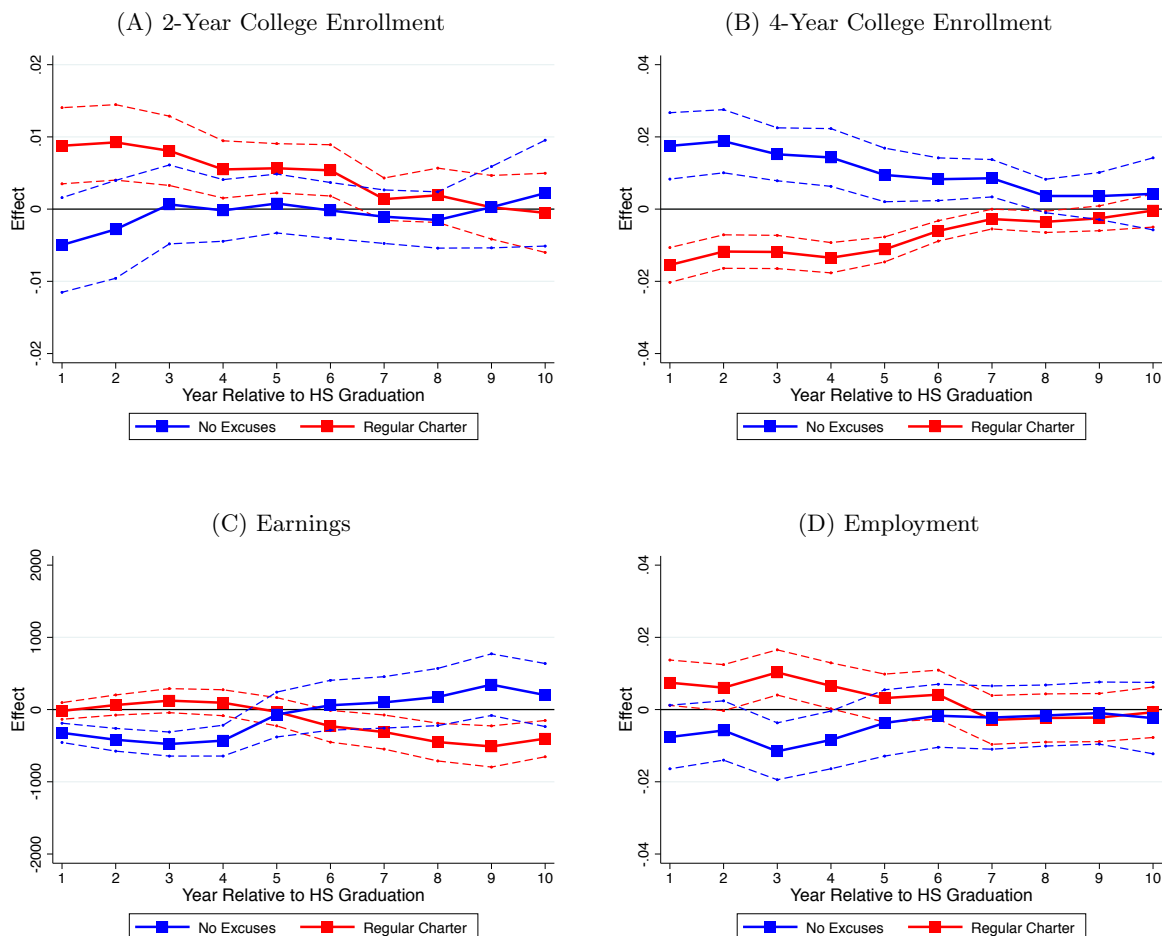 (A) 2-Year College Enrollment
Effect
.02
.01
0
-.01
-.02
1 2 3 4 5 6 7 8 9 10
Year Relative to HS Graduation
No Excuses Regular Charter
(B) 4-Year College Enrollment
Effect
.04
.02
0
-.02
-.04
1 2 3 4 5 6 7 8 9 10
Year Relative to HS Graduation
No Excuses Regular Charter
(C) Earnings
Effect
2000
1000
0
-1000
-2000
1 2 3 4 5 6 7 8 9 10
Year Relative to HS Graduation
No Excuses Regular Charter
(D) Employment
Effect
.04
.02
0
-.02
-.04
1 2 3 4 5 6 7 8 9 10
Year Relative to HS Graduation
No Excuses Regular Charter